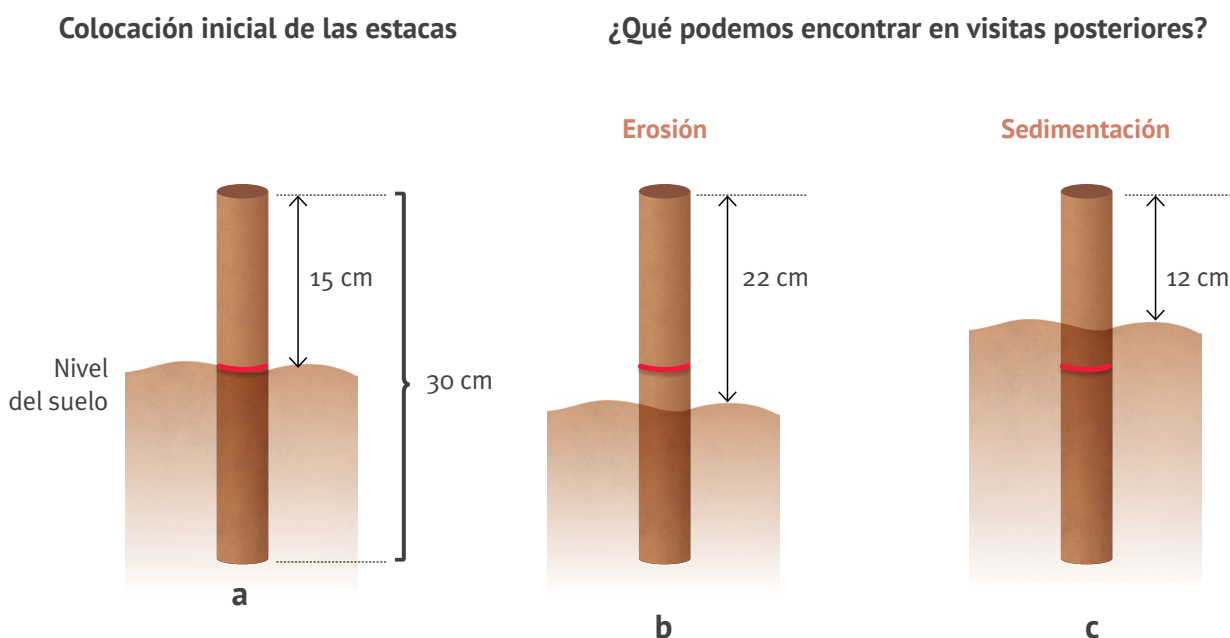 Colocación inicial de las estacas
¿Qué podemos encontrar en visitas posteriores?
Erosión
Sedimentación
15 cm
22 cm
12 cm
Nivel
del suelo
30 cm
a
b
c